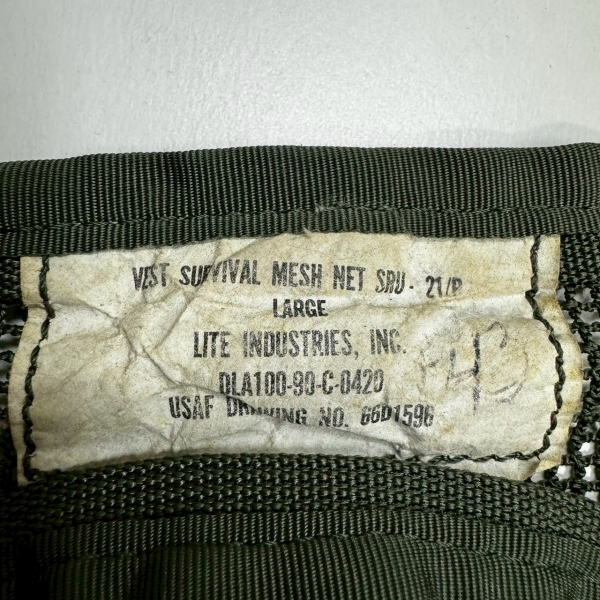 VEST SURVIVAL MESH NET SRU- 21/P
LARGE
LITE INDUSTRIES, INC.
DLA100-90-C-0420
USAF DRAWING NO. 66D1596